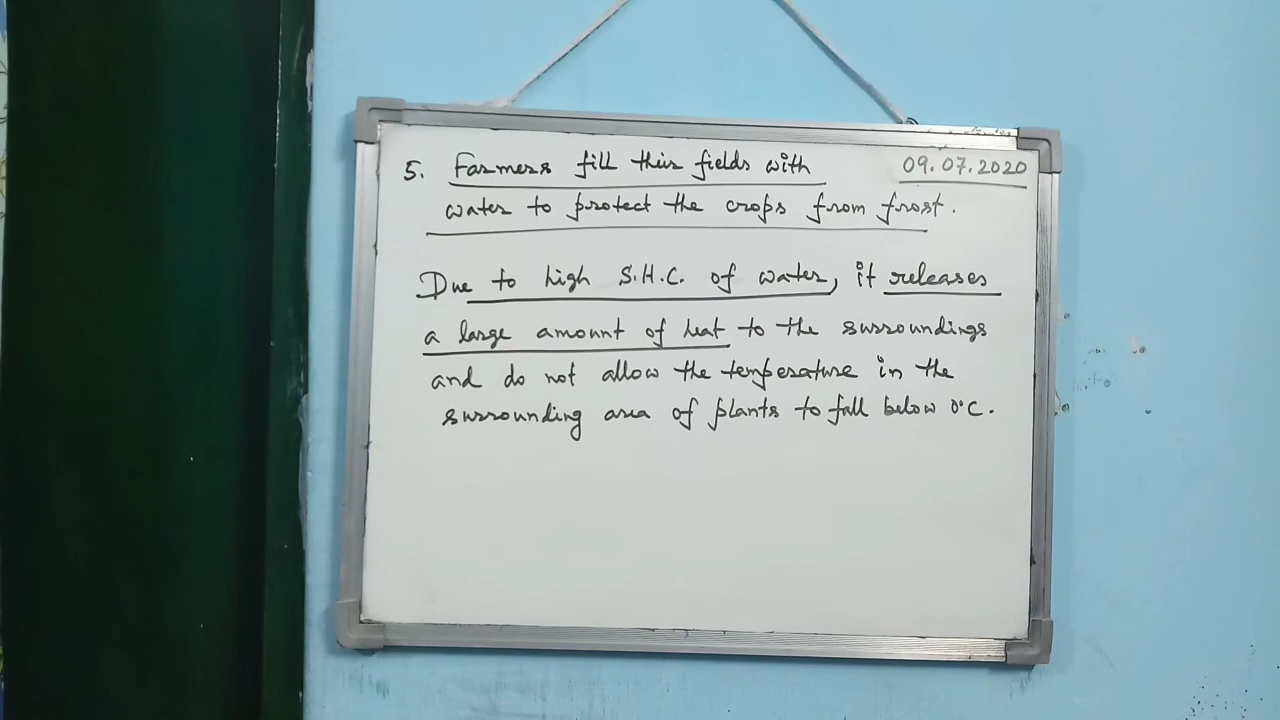 5. Farmers fill their fields with 09.07.2020
water to protect the crops from frost.
Due to high S.H.C. of water, it releases
a large amount of heat to the surroundings
and do not allow the temperature in the
surrounding area of plants to fall below 0°C.